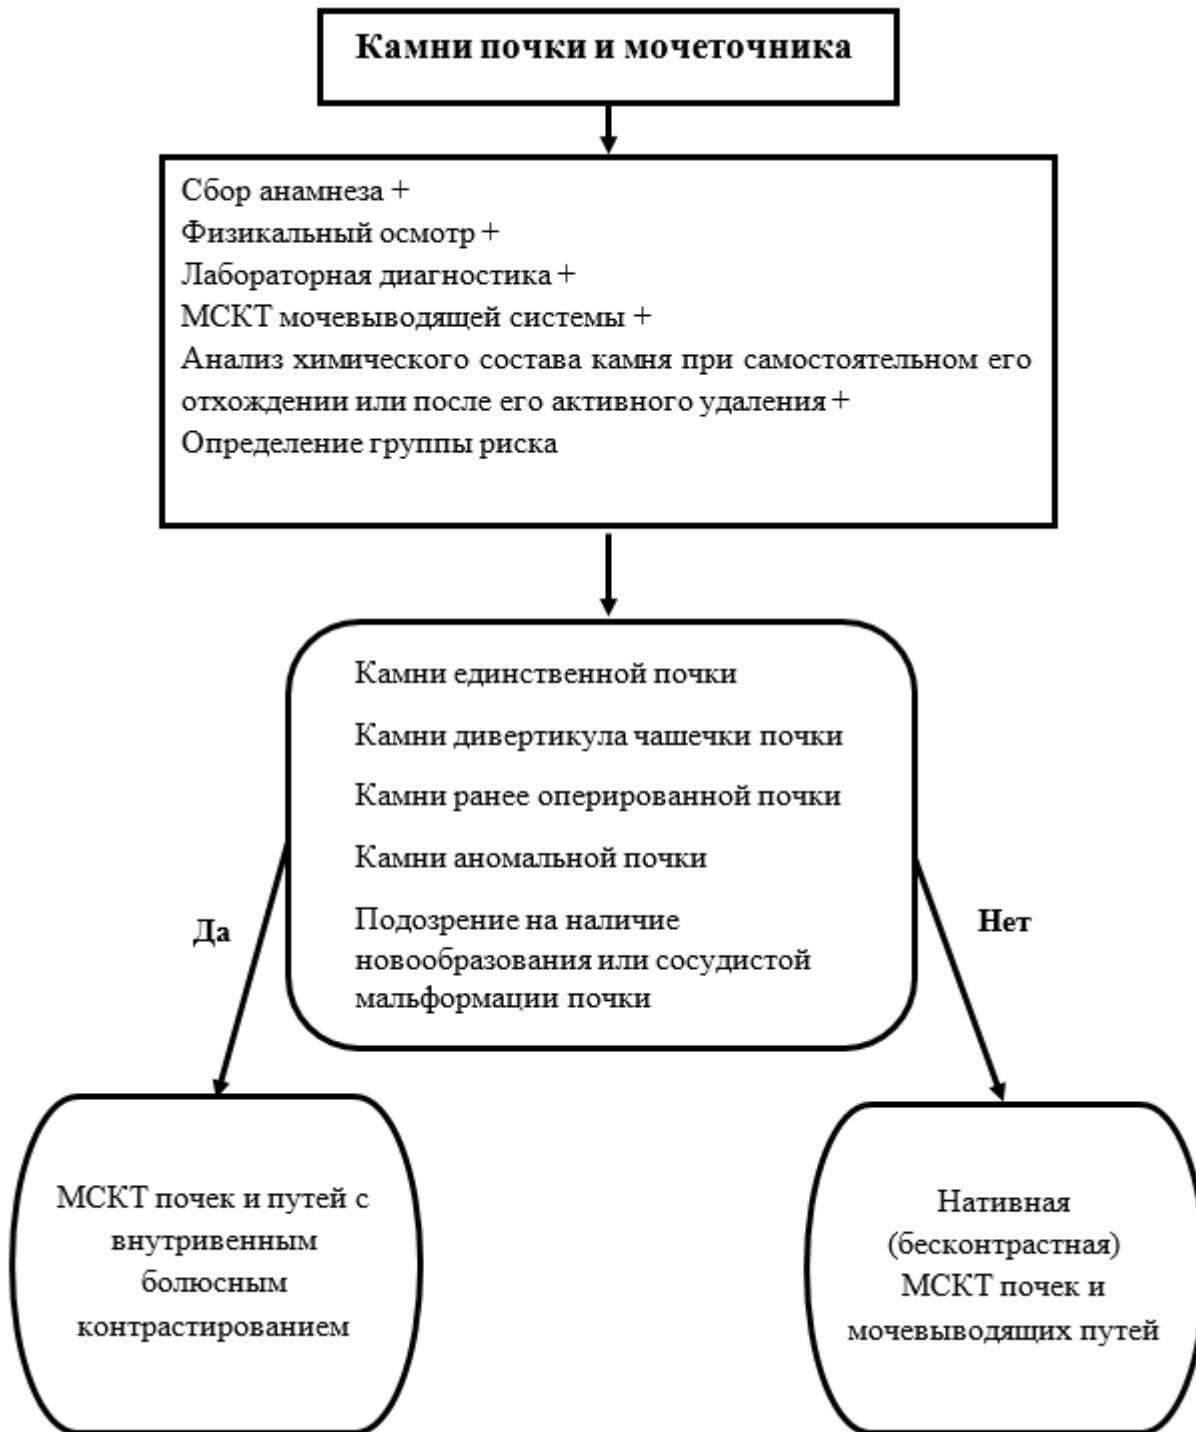 Камни почки и мочеточника
Сбор анамнеза +
Физикальный осмотр +
Лабораторная диагностика +
МСКТ мочевыводящей системы +
Анализ химического состава камня при самостоятельном его
отхождении или после его активного удаления +
Определение группы риска
Камни единственной почки
Камни дивертикула чашечки почки
Камни ранее оперированной почки
Камни аномальной почки
Подозрение на наличие
новообразования или сосудистой
мальформации почки
Да
Нет
МСКТ почек и путей с
внутривенным
болюсным
контрастированием
Нативная
(бесконтрастная)
МСКТ почек и
мочевыводящих путей